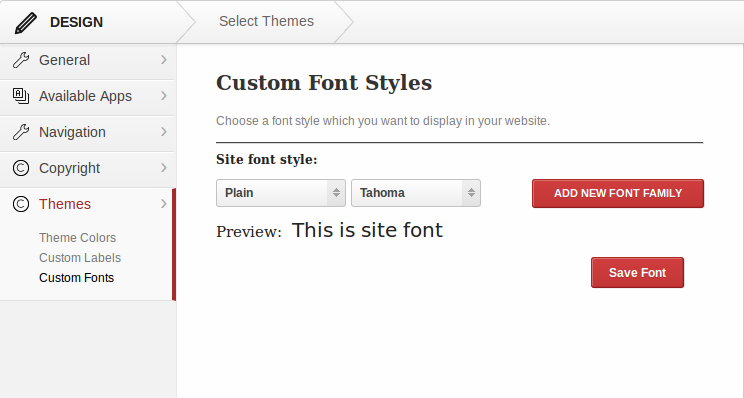 DESIGN
Select Themes
General
Available Apps
Navigation
Copyright
Themes
Theme Colors
Custom Labels
Custom Fonts
Custom Font Styles
Choose a font style which you want to display in your website.
Site font style:
Plain
Tahoma
ADD NEW FONT FAMILY
Preview: This is site font
Save Font